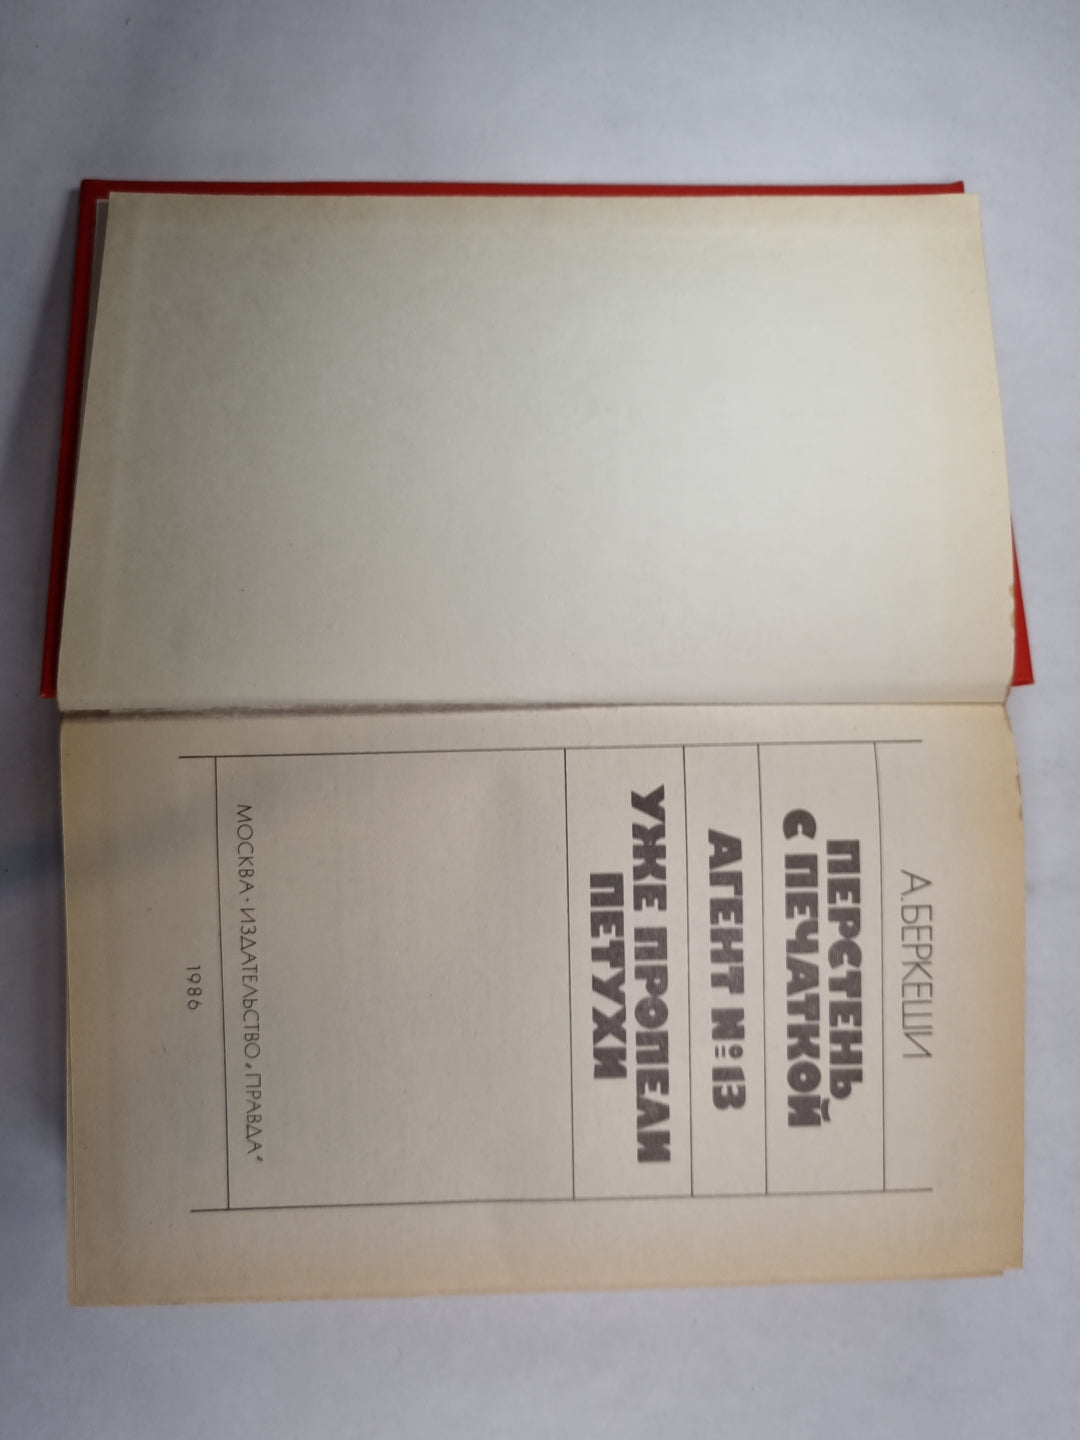 А. БЕРКЕШИ
ПЕРСТЕНЬ
С ПЕЧАТКОЙ
АГЕНТ №13
УЖЕ ПРОПЕЛИ
ПЕТУХИ
МОСКВА · ИЗДАТЕЛЬСТВО „ПРАВДА“
1986